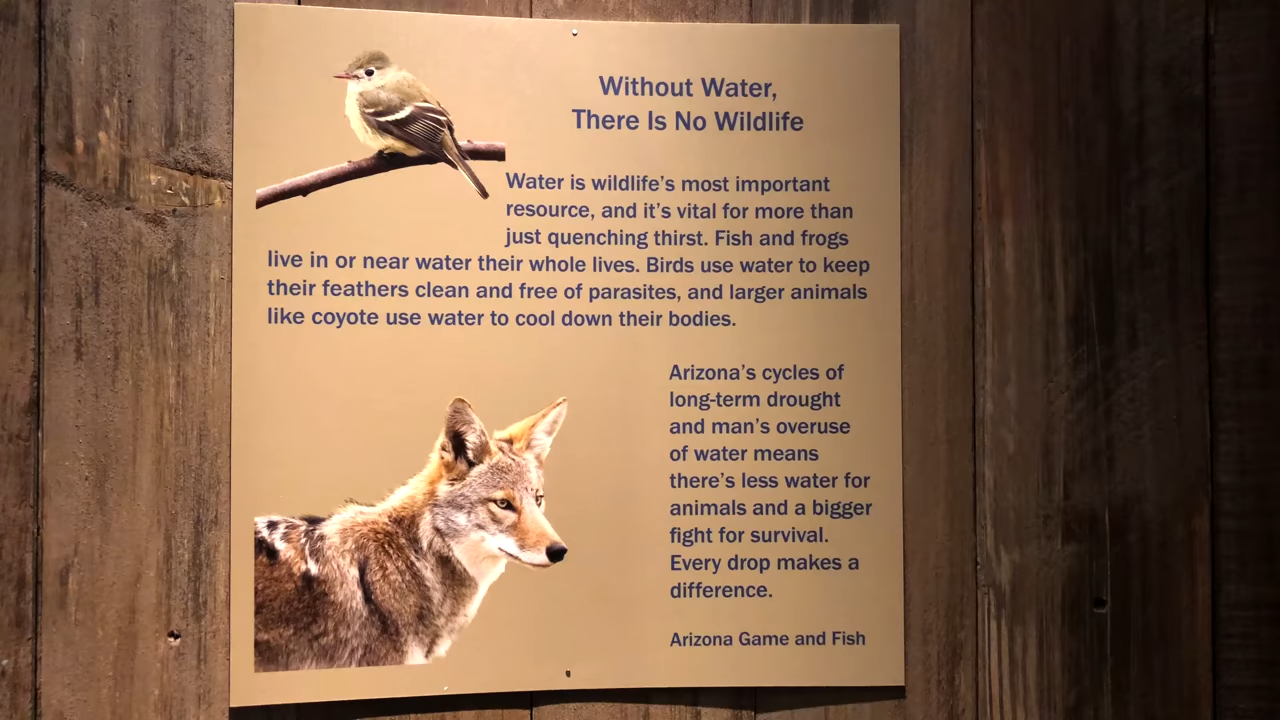 Without Water,
There Is No Wildlife
Water is wildlife's most important
resource, and it's vital for more than
just quenching thirst. Fish and frogs
live in or near water their whole lives. Birds use water to keep
their feathers clean and free of parasites, and larger animals
like coyote use water to cool down their bodies.
Arizona's cycles of
long-term drought
and man's overuse
of water means
there's less water for
animals and a bigger
fight for survival.
Every drop makes a
difference.
Arizona Game and Fish